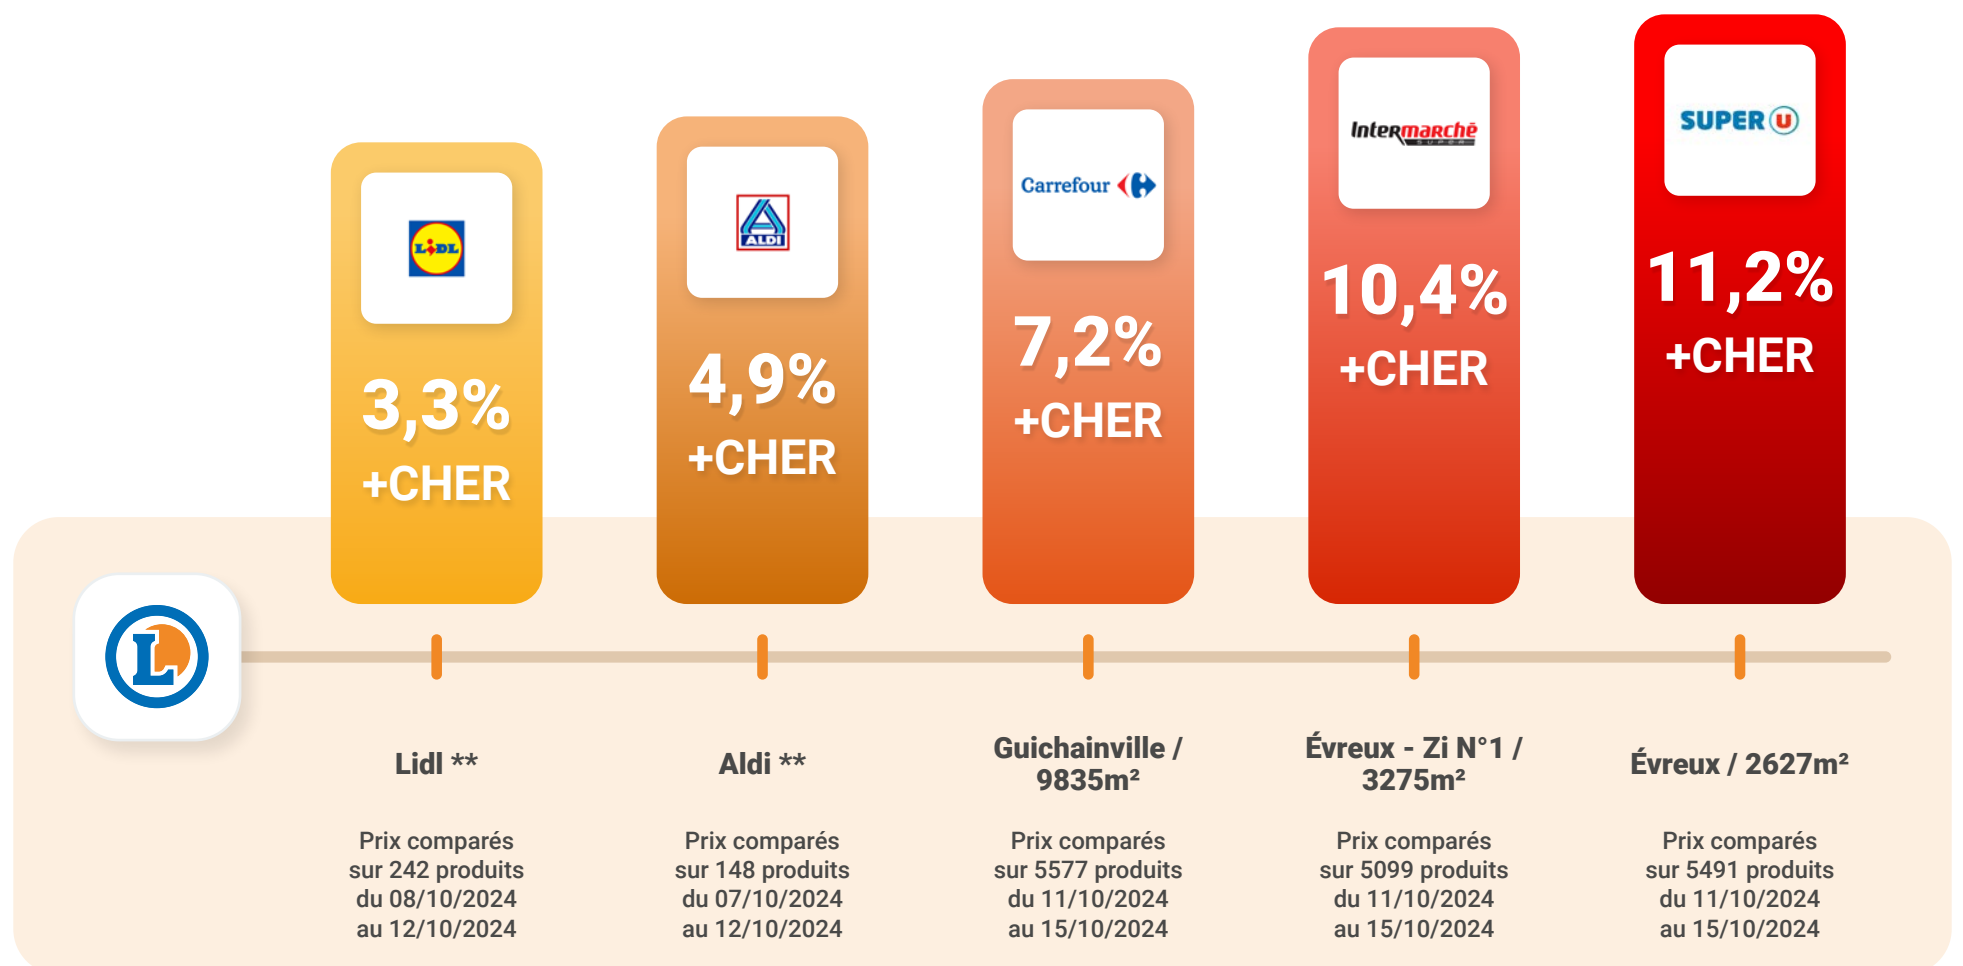 LiDL
3,3%
+CHER
ALDI
4,9%
+CHER
Carrefour
7,2%
+CHER
Intermarchē
SUPER
10,4%
+CHER
SUPER U
11,2%
+CHER
L
Lidl **
Prix comparés
sur 242 produits
du 08/10/2024
au 12/10/2024
Aldi **
Prix comparés
sur 148 produits
du 07/10/2024
au 12/10/2024
Guichainville /
9835m²
Prix comparés
sur 5577 produits
du 11/10/2024
au 15/10/2024
Évreux - Zi N°1 /
3275m²
Prix comparés
sur 5099 produits
du 11/10/2024
au 15/10/2024
Évreux / 2627m²
Prix comparés
sur 5491 produits
du 11/10/2024
au 15/10/2024